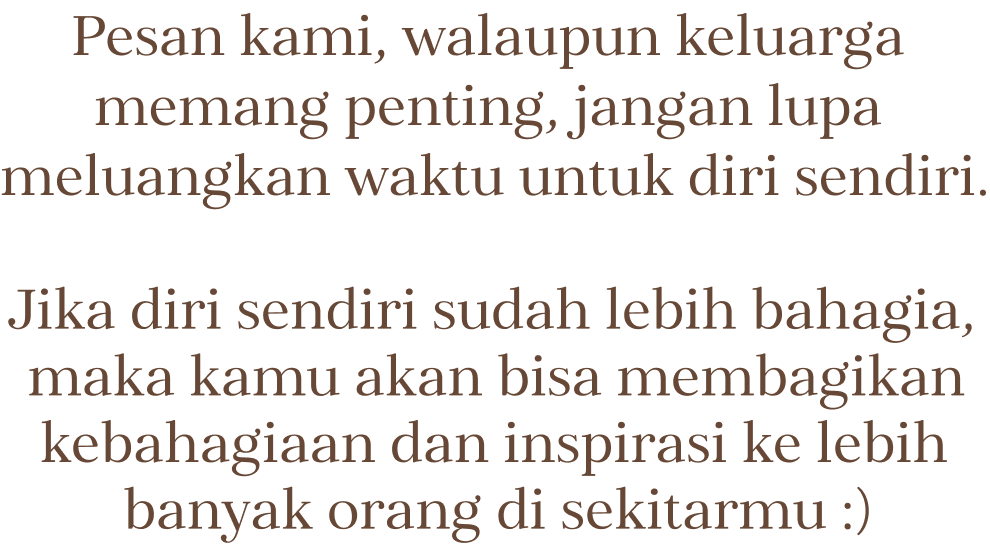 Pesan kami, walaupun keluarga
memang penting, jangan lupa
meluangkan waktu untuk diri sendiri.
Jika diri sendiri sudah lebih bahagia,
maka kamu akan bisa membagikan
kebahagiaan dan inspirasi ke lebih
banyak orang di sekitarmu :)